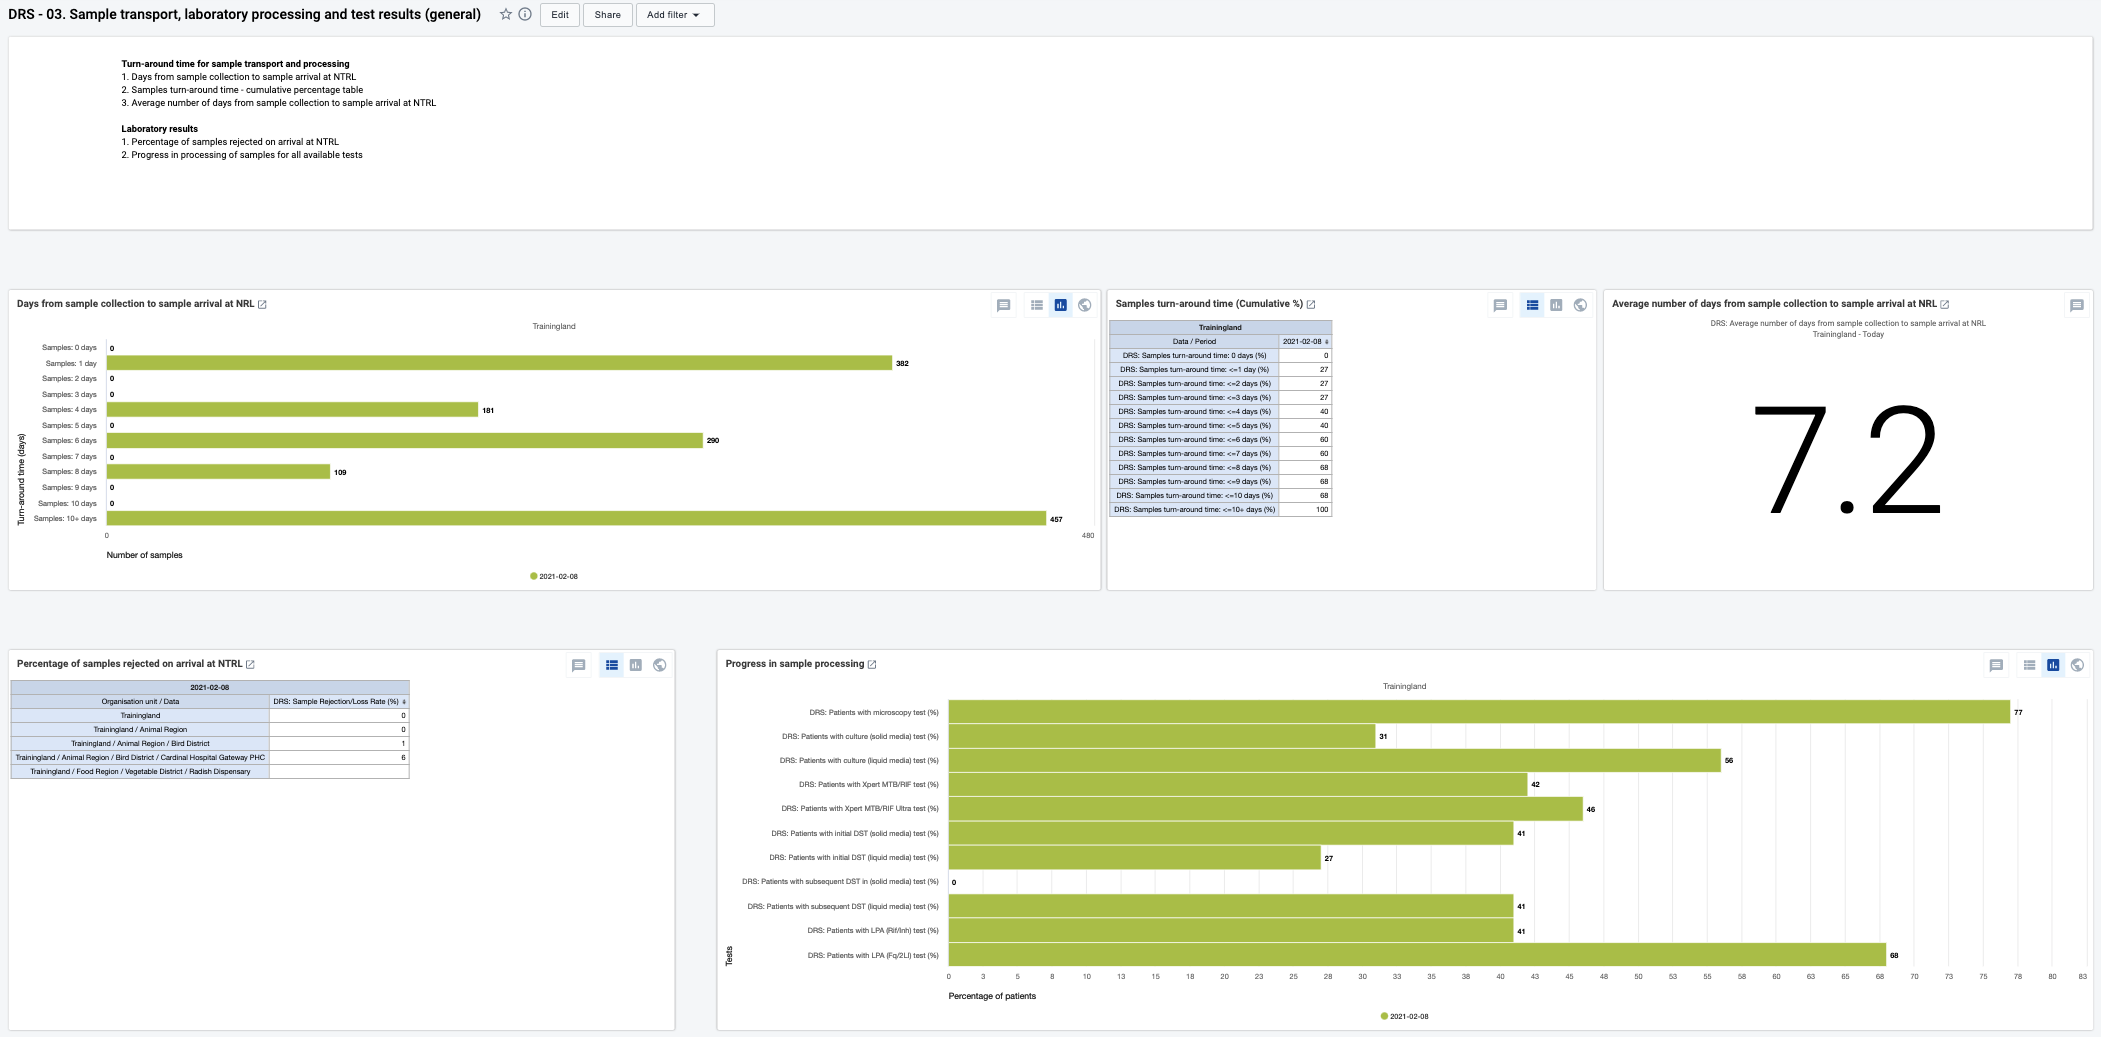 DRS - 03. Sample transport, laboratory processing and test results (general)
Edit
Share
Add filter
Turn-around time for sample transport and processing
1. Days from sample collection to sample arrival at NTRL
2. Samples turn-around time - cumulative percentage table
3. Average number of days from sample collection to sample arrival at NTRL
Laboratory results
1. Percentage of samples rejected on arrival at NTRL
2. Progress in processing of samples for all available tests
Days from sample collection to sample arrival at NRL
Trainingland
Turn-around time (days)
Samples: 0 days 0
Samples: 1 day 382
Samples: 2 days 0
Samples: 3 days 0
Samples: 4 days 181
Samples: 5 days 0
Samples: 6 days 290
Samples: 7 days 0
Samples: 8 days 109
Samples: 9 days 0
Samples: 10 days 0
Samples: 10+ days 457
0 480
Number of samples
2021-02-08
Samples turn-around time (Cumulative %)
Trainingland
Data / Period 2021-02-08
DRS: Samples turn-around time: 0 days (%) 0
DRS: Samples turn-around time: <=1 day (%) 27
DRS: Samples turn-around time: <=2 days (%) 27
DRS: Samples turn-around time: <=3 days (%) 27
DRS: Samples turn-around time: <=4 days (%) 40
DRS: Samples turn-around time: <=5 days (%) 40
DRS: Samples turn-around time: <=6 days (%) 60
DRS: Samples turn-around time: <=7 days (%) 60
DRS: Samples turn-around time: <=8 days (%) 68
DRS: Samples turn-around time: <=9 days (%) 68
DRS: Samples turn-around time: <=10 days (%) 68
DRS: Samples turn-around time: <=10+ days (%) 100
Average number of days from sample collection to sample arrival at NRL
DRS: Average number of days from sample collection to sample arrival at NRL
Trainingland - Today
7.2
Percentage of samples rejected on arrival at NTRL
2021-02-08
Organisation unit / Data DRS: Sample Rejection/Loss Rate (%)
Trainingland 0
Trainingland / Animal Region 0
Trainingland / Animal Region / Bird District 1
Trainingland / Animal Region / Bird District / Cardinal Hospital Gateway PHC 6
Trainingland / Food Region / Vegetable District / Radish Dispensary
Progress in sample processing
Trainingland
Tests
DRS: Patients with microscopy test (%) 77
DRS: Patients with culture (solid media) test (%) 31
DRS: Patients with culture (liquid media) test (%) 56
DRS: Patients with Xpert MTB/RIF test (%) 42
DRS: Patients with Xpert MTB/RIF Ultra test (%) 46
DRS: Patients with initial DST (solid media) test (%) 41
DRS: Patients with initial DST (liquid media) test (%) 27
DRS: Patients with subsequent DST in (solid media) test (%) 0
DRS: Patients with subsequent DST (liquid media) test (%) 41
DRS: Patients with LPA (Rif/Inh) test (%) 41
DRS: Patients with LPA (Fq/2LI) test (%) 68
0 3 5 8 10 13 15 18 20 23 25 28 30 33 35 38 40 43 45 48 50 53 55 58 60 63 65 68 70 73 75 78 80 83
Percentage of patients
2021-02-08